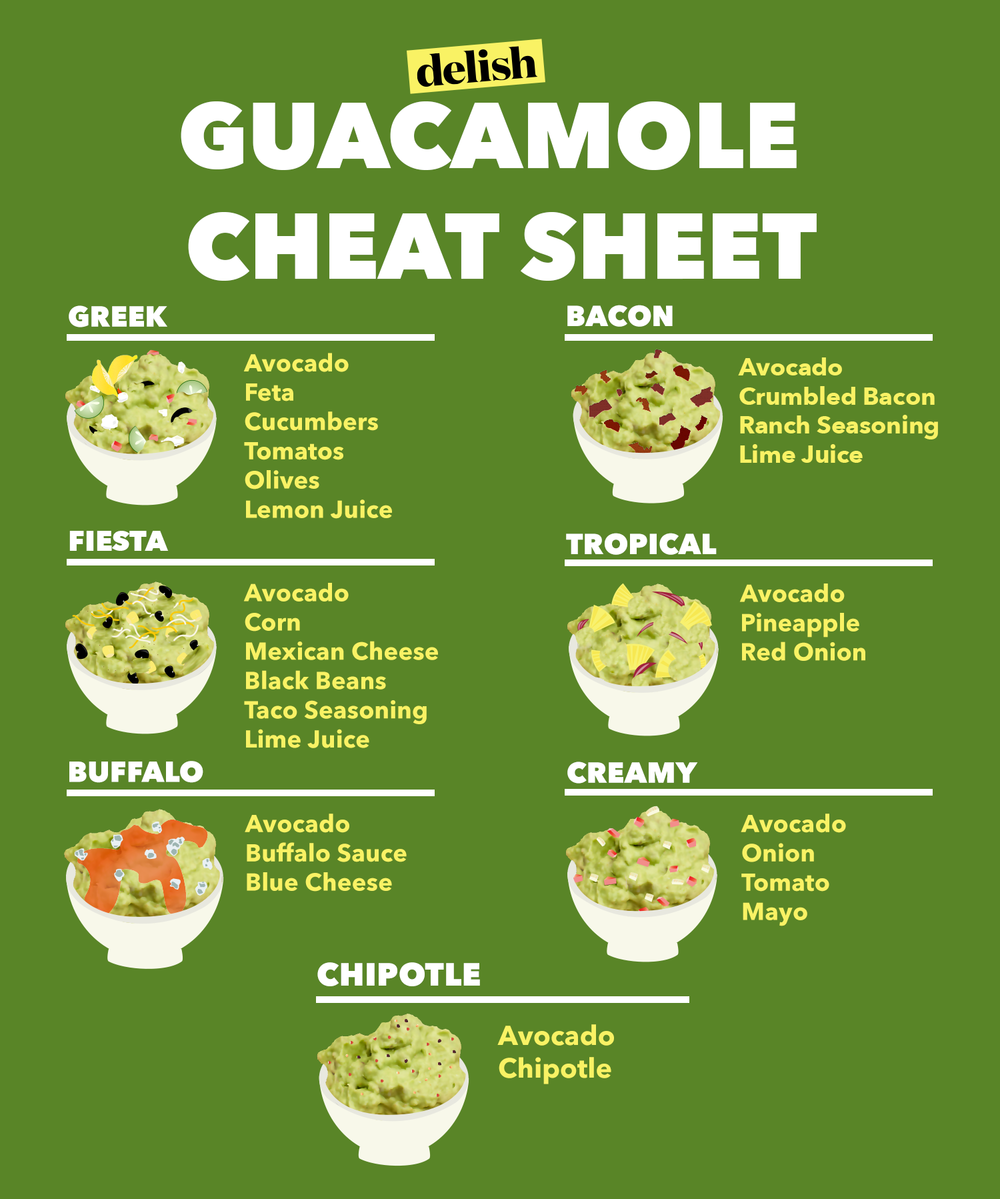 delish
GUACAMOLE
CHEAT SHEET
GREEK
Avocado
Feta
Cucumbers
Tomatos
Olives
Lemon Juice
BACON
Avocado
Crumbled Bacon
Ranch Seasoning
Lime Juice
FIESTA
Avocado
Corn
Mexican Cheese
Black Beans
Taco Seasoning
Lime Juice
TROPICAL
Avocado
Pineapple
Red Onion
BUFFALO
Avocado
Buffalo Sauce
Blue Cheese
CREAMY
Avocado
Onion
Tomato
Mayo
CHIPOTLE
Avocado
Chipotle